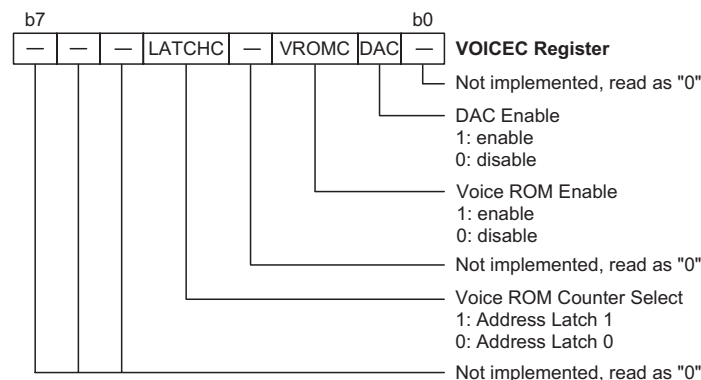 b7 b0
— — — LATCHC — VROMC DAC — VOICEC Register
Not implemented, read as "0"
DAC Enable
1: enable
0: disable
Voice ROM Enable
1: enable
0: disable
Not implemented, read as "0"
Voice ROM Counter Select
1: Address Latch 1
0: Address Latch 0
Not implemented, read as "0"